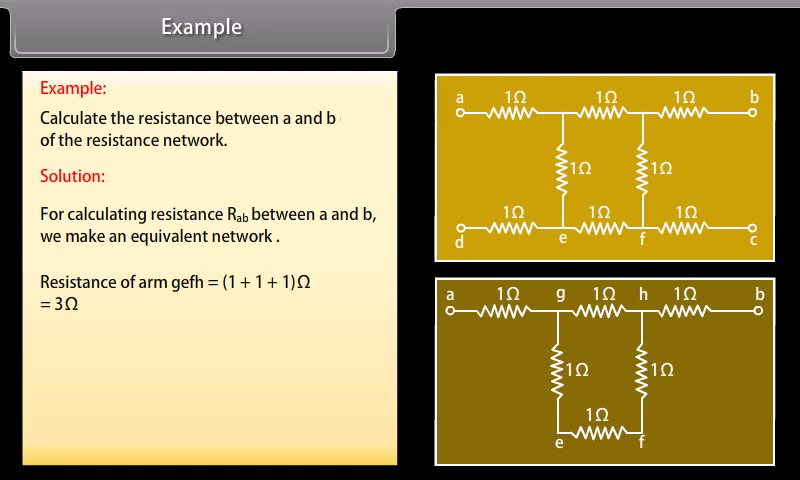 Example
Example:
Calculate the resistance between a and b
of the resistance network.
Solution:
For calculating resistance Rab between a and b,
we make an equivalent network .
Resistance of arm gefh = (1 + 1 + 1)Ω
= 3Ω
a 1Ω 1Ω 1Ω b
1Ω 1Ω
1Ω 1Ω 1Ω
d e f c
a 1Ω g 1Ω h 1Ω b
1Ω 1Ω
1Ω
e f